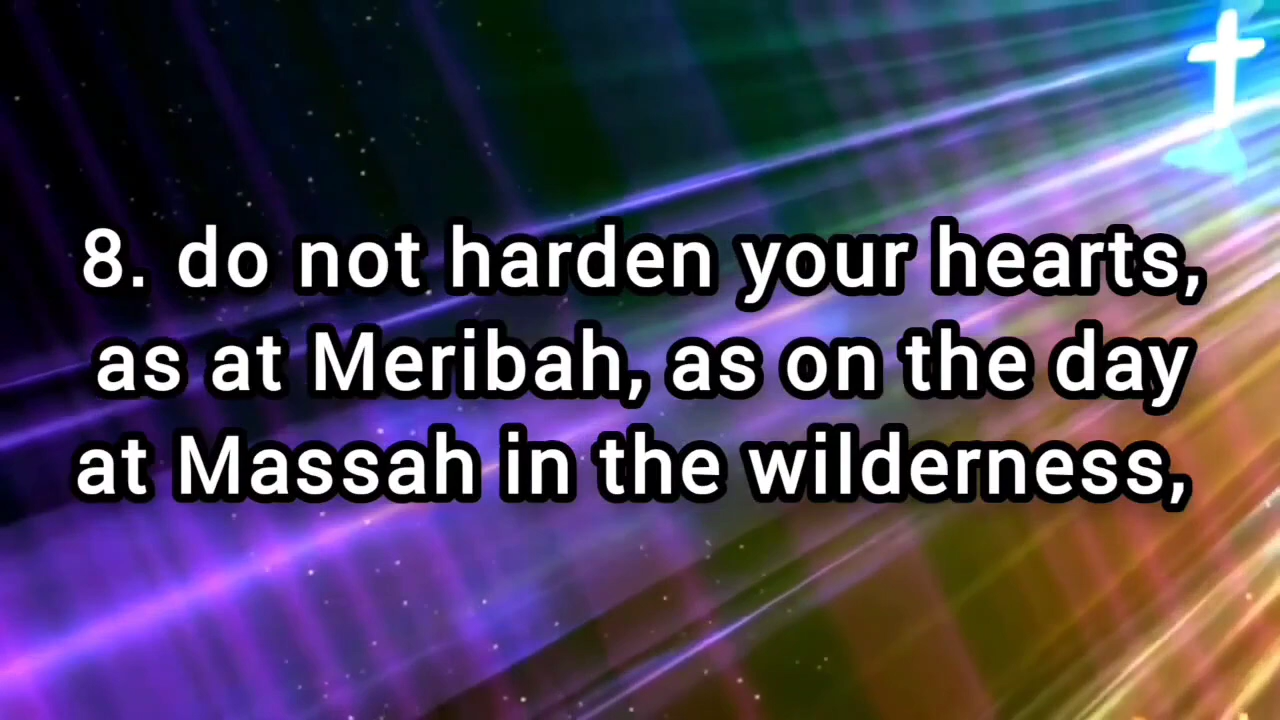 8. do not harden your hearts,
as at Meribah, as on the day
at Massah in the wilderness,